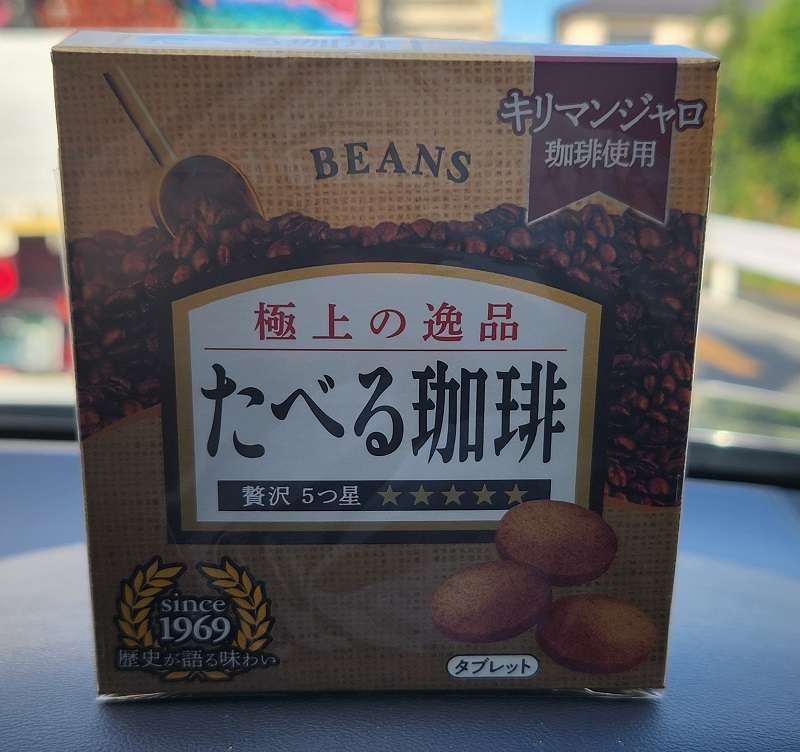 キリマンジャロ
珈琲使用
BEANS
極上の逸品
たべる珈琲
贅沢 5つ星 ★★★★★
since
1969
歴史が語る味わい
タブレット